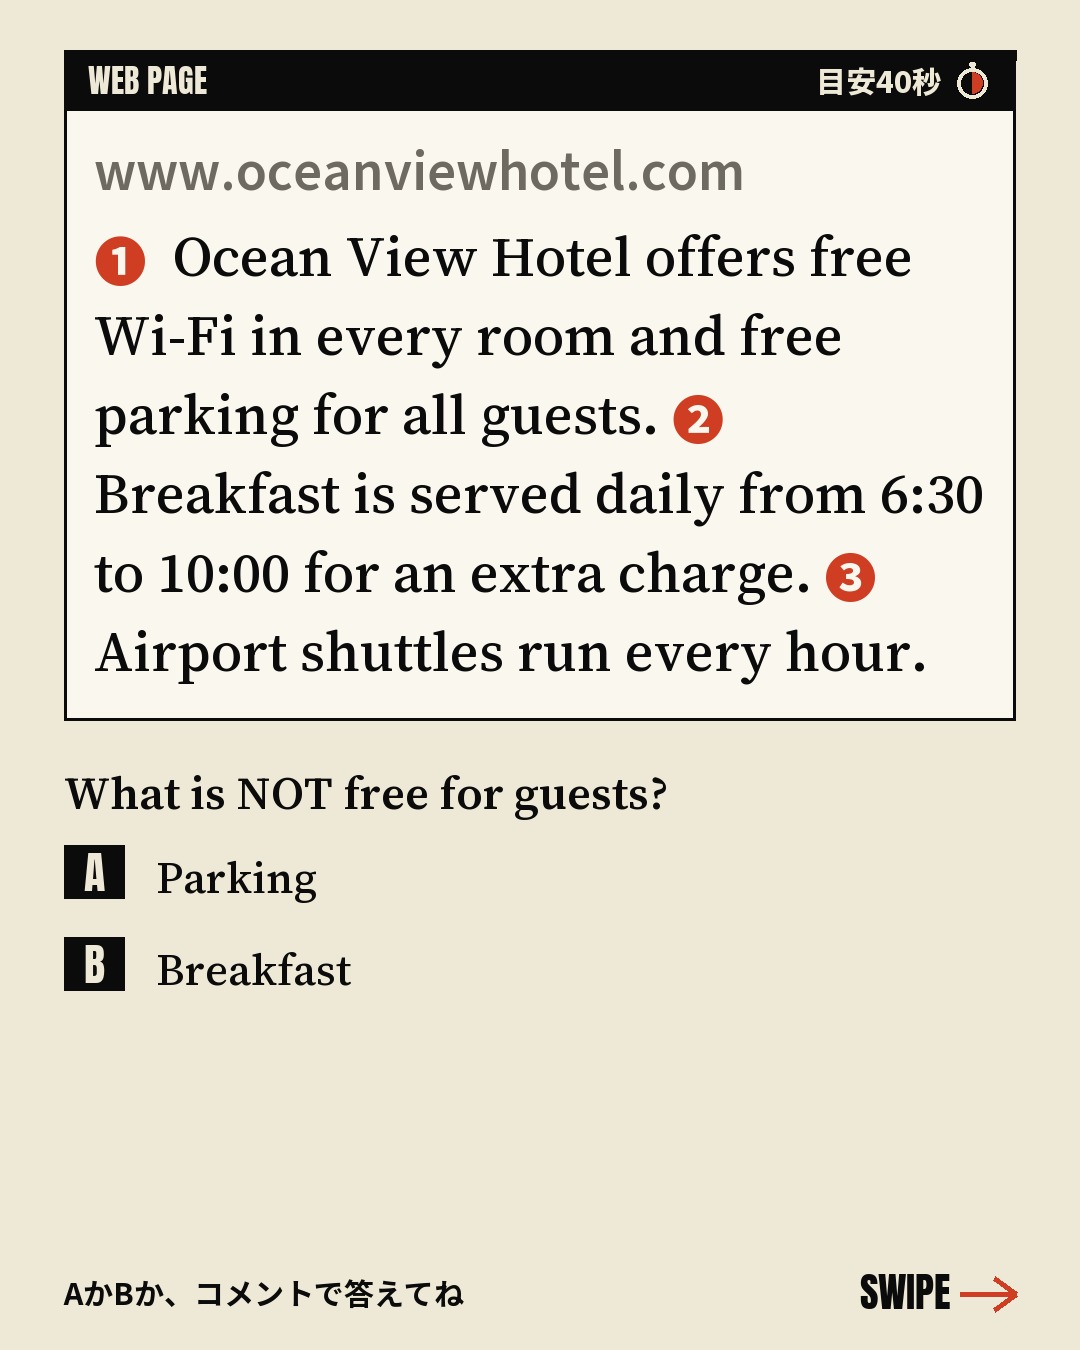 WEB PAGE 目安40秒
www.oceanviewhotel.com
❶ Ocean View Hotel offers free
Wi-Fi in every room and free
parking for all guests. ❷
Breakfast is served daily from 6:30
to 10:00 for an extra charge. ❸
Airport shuttles run every hour.
What is NOT free for guests?
A Parking
B Breakfast
AかBか、コメントで答えてね SWIPE